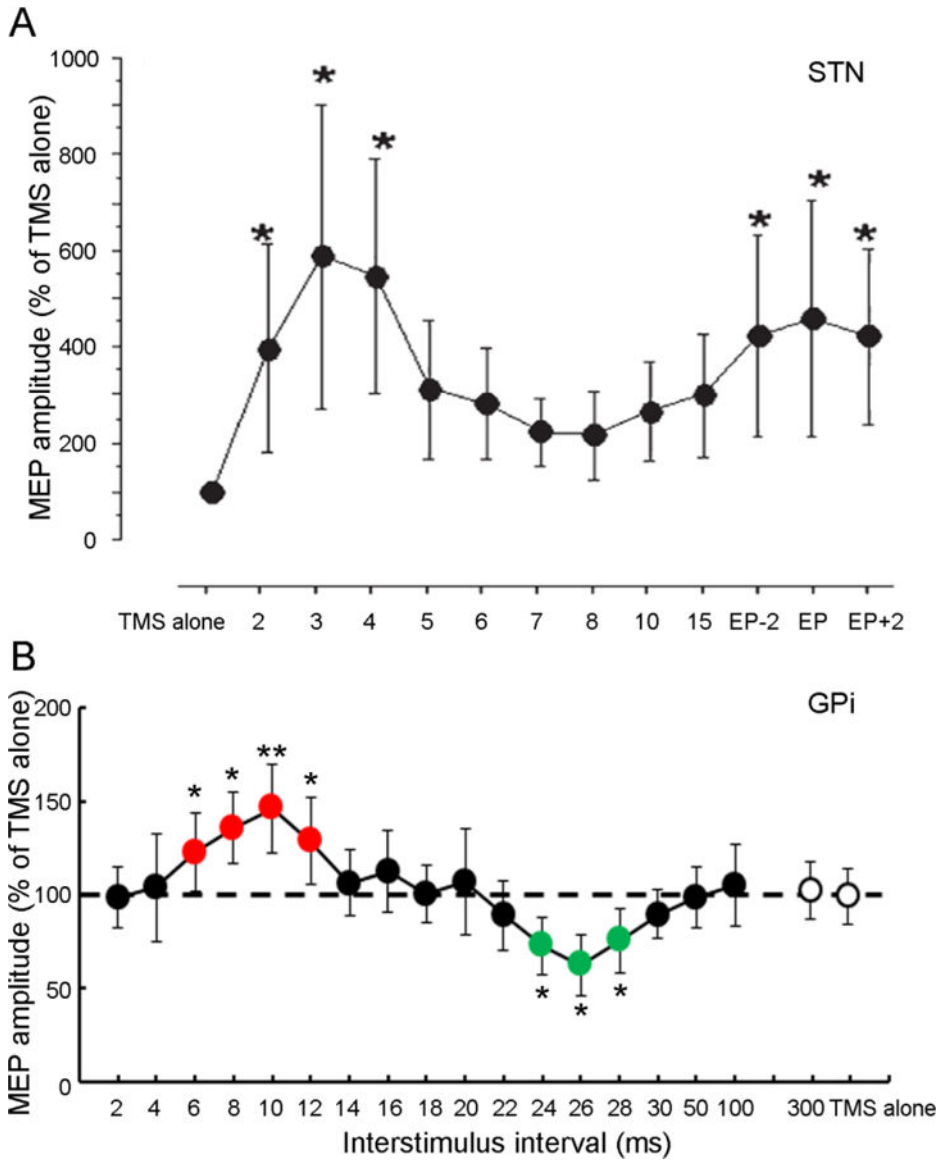 A
STN
MEP amplitude (% of TMS alone)
1000
800
600
400
200
0
* * * * * *
TMS alone 2 3 4 5 6 7 8 10 15 EP-2 EP EP+2
B
GPi
MEP amplitude (% of TMS alone)
200
150
100
50
0
* * ** *
* * *
2 4 6 8 10 12 14 16 18 20 22 24 26 28 30 50 100 300 TMS alone
Interstimulus interval (ms)